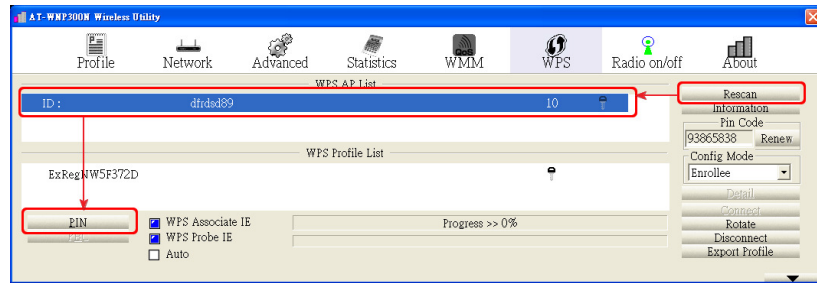 AT-WNP300N Wireless Utility
Profile Network Advanced Statistics WMM WPS Radio on/off About
QoS
WPS AP List
ID : dfrdsd89 10
Rescan
Information
Pin Code
93865838 Renew
WPS Profile List
Config Mode
ExRegNW5F372D
Enrollee
Detail
Connect
PIN WPS Associate IE Progress >> 0%
Rotate
WPS Probe IE
Disconnect
Auto
Export Profile